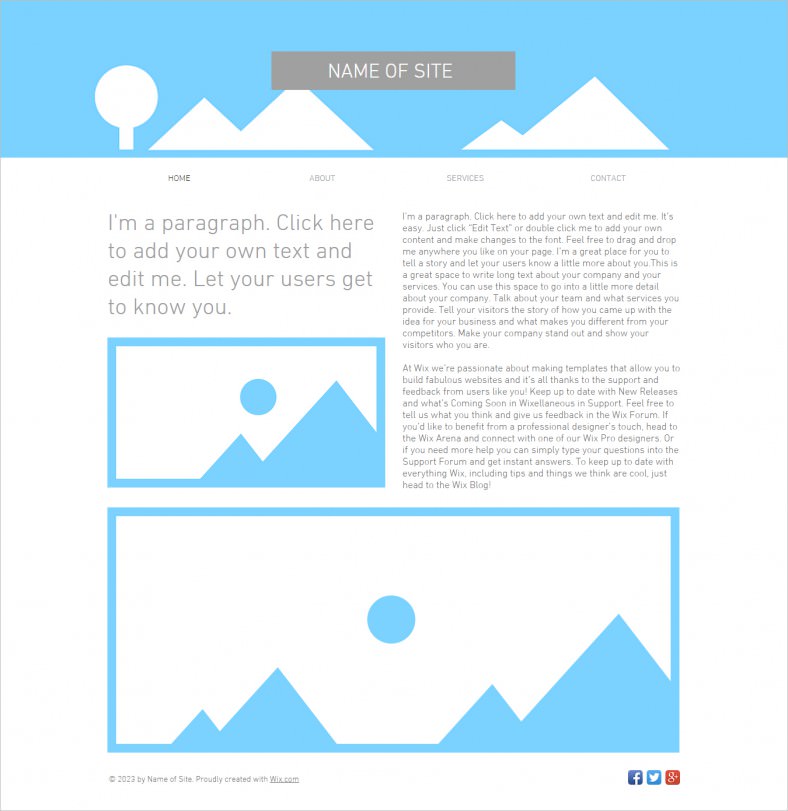 NAME OF SITE
HOME ABOUT SERVICES CONTACT
I'm a paragraph. Click here
to add your own text and
edit me. Let your users get
to know you.
I'm a paragraph. Click here to add your own text and edit me. It's
easy. Just click "Edit Text" or double click me to add your own
content and make changes to the font. Feel free to drag and drop
me anywhere you like on your page. I'm a great place for you to
tell a story and let your users know a little more about you.This is
a great space to write long text about your company and your
services. You can use this space to go into a little more detail
about your company. Talk about your team and what services you
provide. Tell your visitors the story of how you came up with the
idea for your business and what makes you different from your
competitors. Make your company stand out and show your
visitors who you are.
At Wix we're passionate about making templates that allow you to
build fabulous websites and it's all thanks to the support and
feedback from users like you! Keep up to date with New Releases
and what's Coming Soon in Wixellaneous in Support. Feel free to
tell us what you think and give us feedback in the Wix Forum. If
you'd like to benefit from a professional designer's touch, head to
the Wix Arena and connect with one of our Wix Pro designers. Or
if you need more help you can simply type your questions into the
Support Forum and get instant answers. To keep up to date with
everything Wix, including tips and things we think are cool, just
head to the Wix Blog!
© 2023 by Name of Site. Proudly created with Wix.com